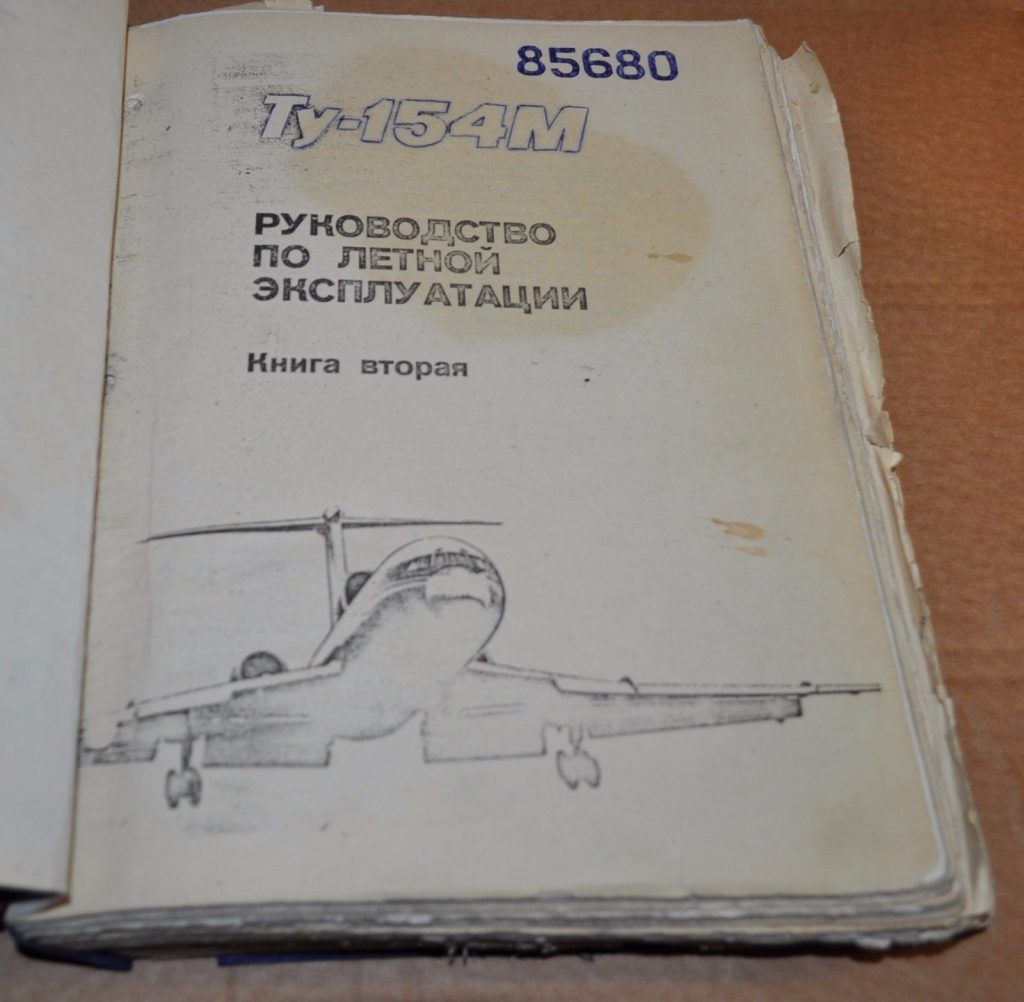 85680
Ту-154М
РУКОВОДСТВО
ПО ЛЕТНОЙ
ЭКСПЛУАТАЦИИ
Книга вторая